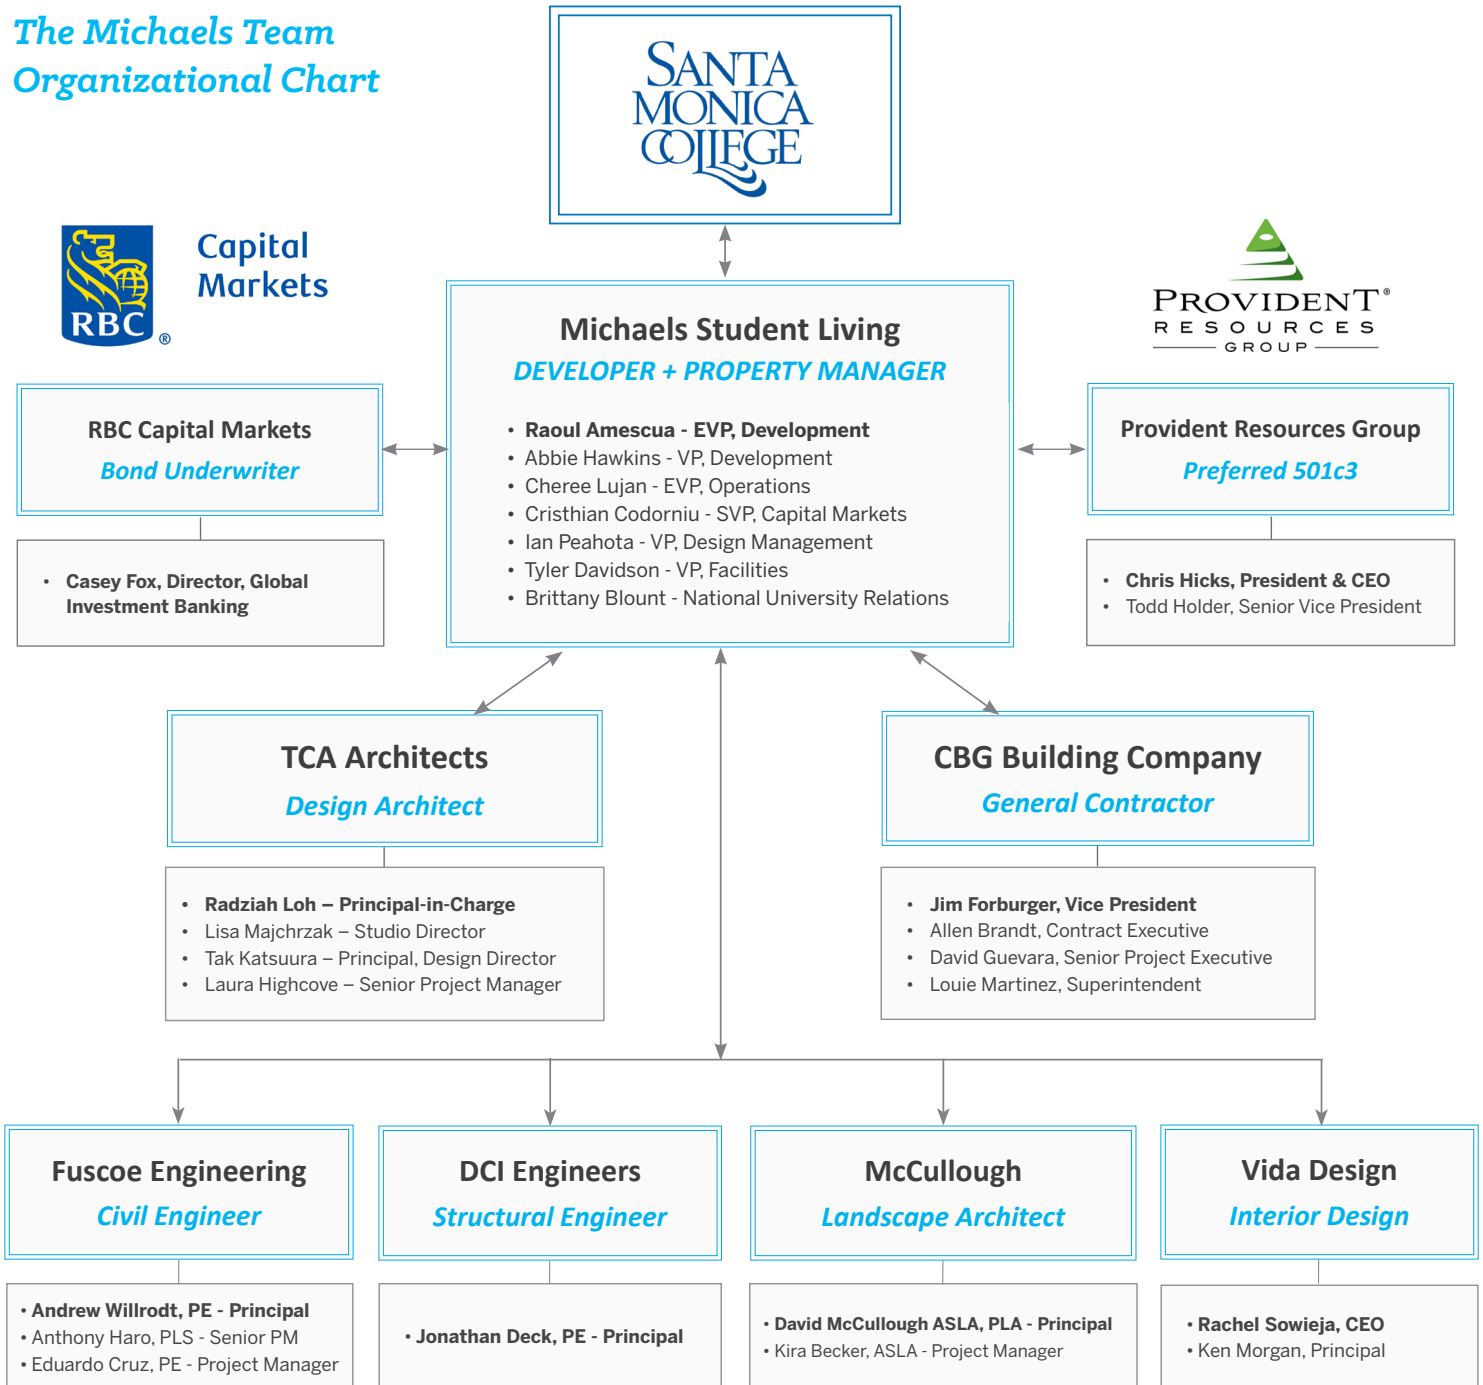 The Michaels Team
Organizational Chart
SANTA
MONICA
COLLEGE
RBC
®
Capital
Markets
PROVIDENT®
RESOURCES
GROUP
Michaels Student Living
DEVELOPER + PROPERTY MANAGER
• Raoul Amescua - EVP, Development
• Abbie Hawkins - VP, Development
• Cheree Lujan - EVP, Operations
• Cristhian Codorniu - SVP, Capital Markets
• Ian Peahota - VP, Design Management
• Tyler Davidson - VP, Facilities
• Brittany Blount - National University Relations
RBC Capital Markets
Bond Underwriter
• Casey Fox, Director, Global
Investment Banking
Provident Resources Group
Preferred 501c3
• Chris Hicks, President & CEO
• Todd Holder, Senior Vice President
TCA Architects
Design Architect
• Radziah Loh – Principal-in-Charge
• Lisa Majchrzak – Studio Director
• Tak Katsuura – Principal, Design Director
• Laura Highcove – Senior Project Manager
CBG Building Company
General Contractor
• Jim Forburger, Vice President
• Allen Brandt, Contract Executive
• David Guevara, Senior Project Executive
• Louie Martinez, Superintendent
Fuscoe Engineering
Civil Engineer
• Andrew Willrodt, PE - Principal
• Anthony Haro, PLS - Senior PM
• Eduardo Cruz, PE - Project Manager
DCI Engineers
Structural Engineer
• Jonathan Deck, PE - Principal
McCullough
Landscape Architect
• David McCullough ASLA, PLA - Principal
• Kira Becker, ASLA - Project Manager
Vida Design
Interior Design
• Rachel Sowieja, CEO
• Ken Morgan, Principal